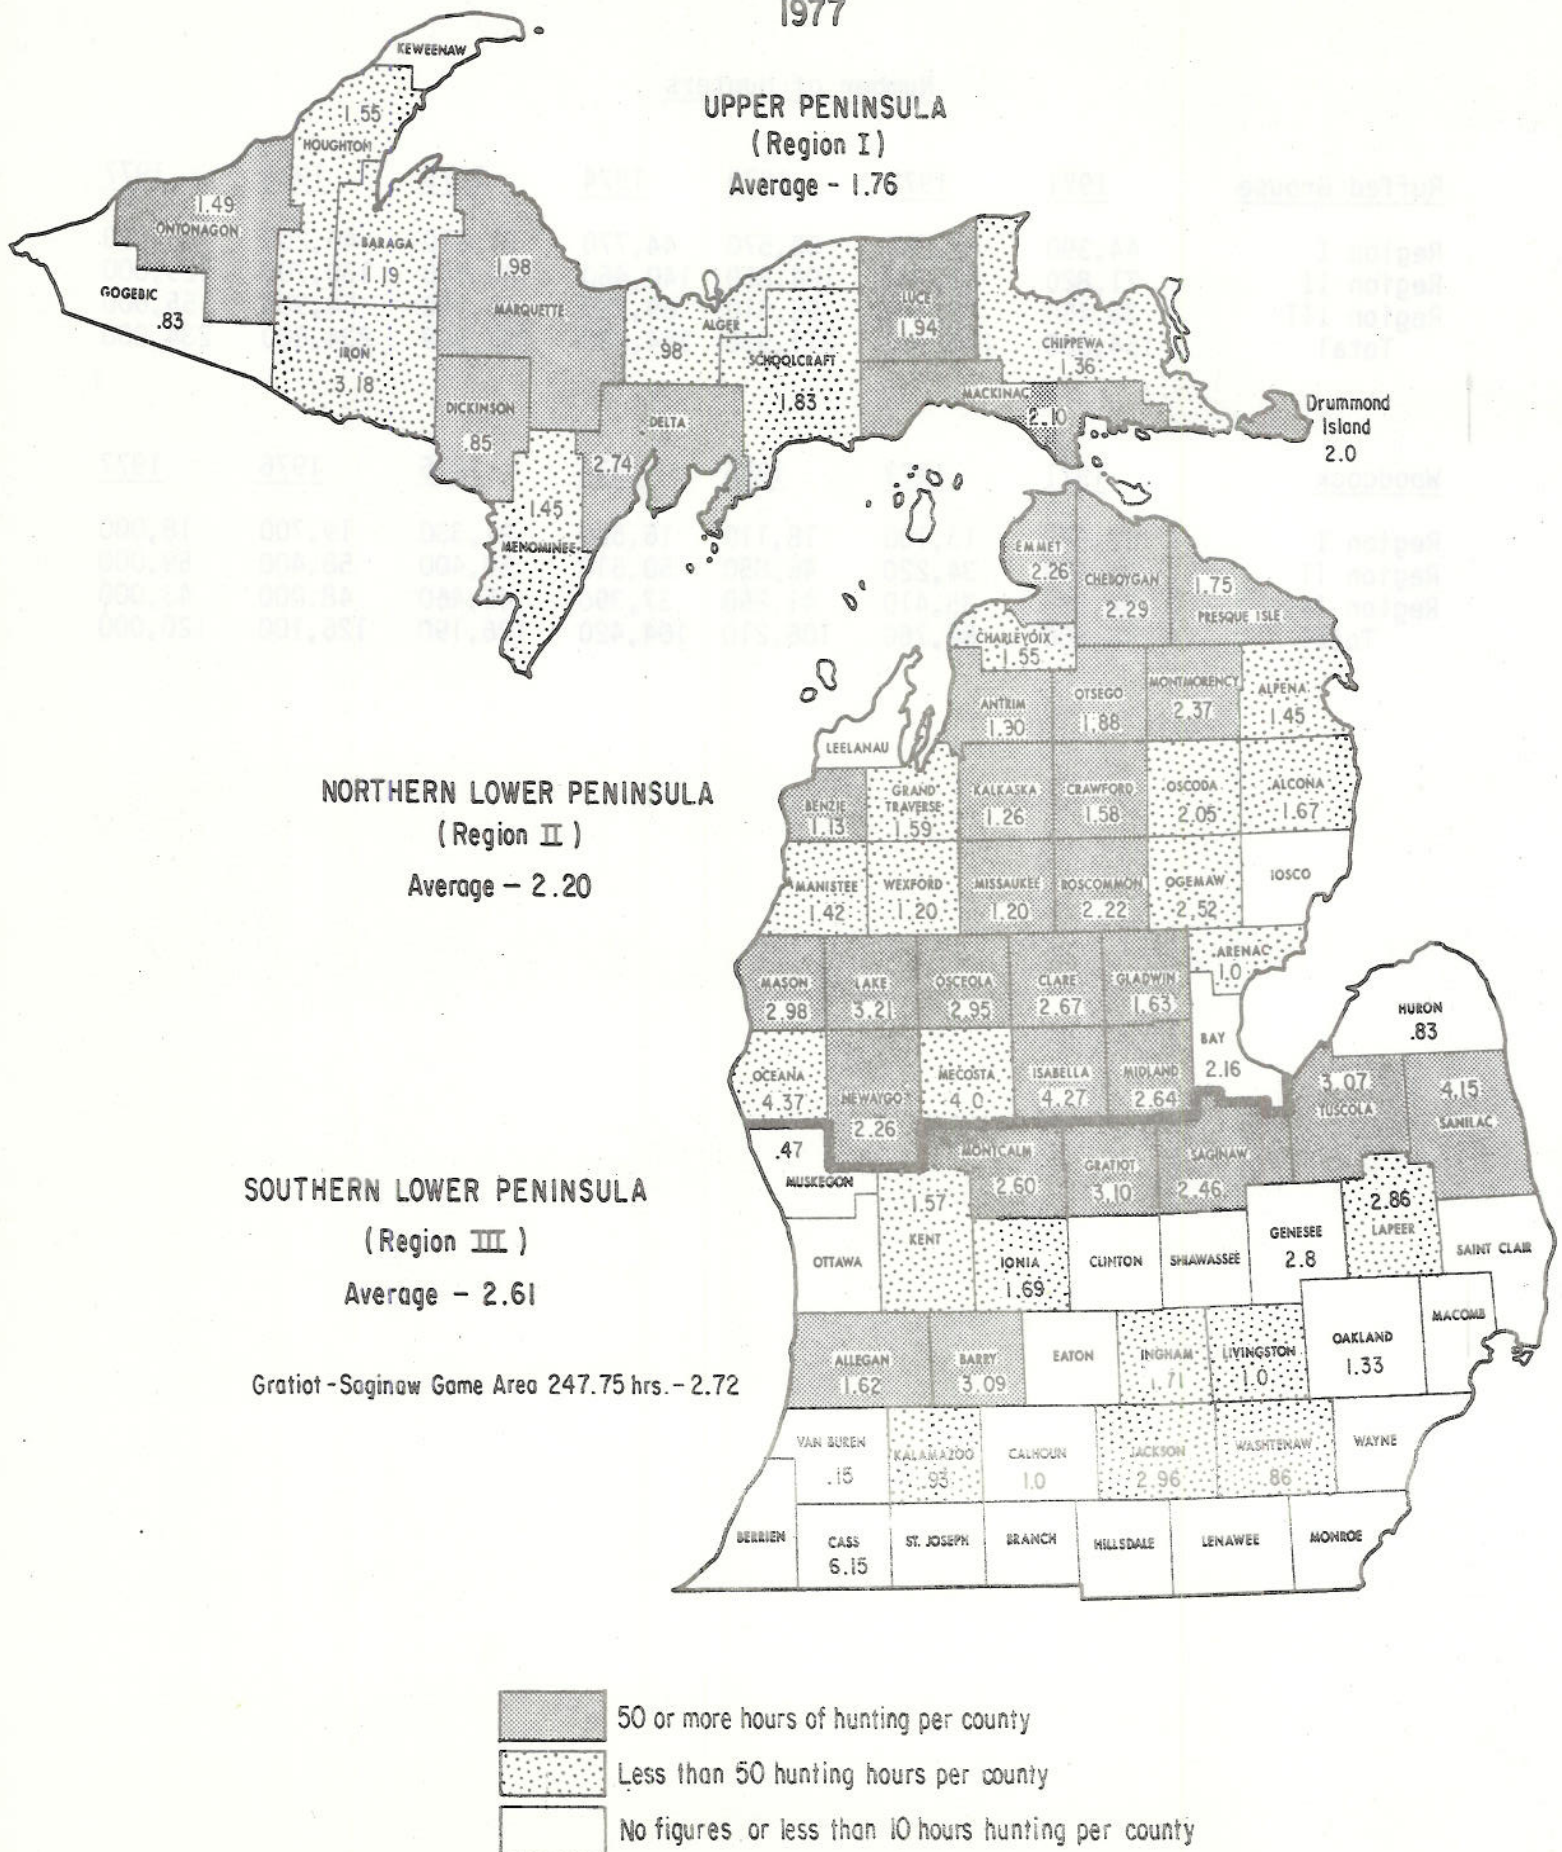 1977
UPPER PENINSULA
(Region I)
Average - 1.76
KEWEENAW
1.55
HOUGHTON
1.49
ONTONAGON
BARAGA
1.19
GOGEBIC
.83
1.98
MARQUETTE
IRON
3.18
DICKINSON
.85
ALGER
.98
SCHOOLCRAFT
1.83
LUCE
1.94
CHIPPEWA
1.36
MACKINAC
2.10
Drummond
Island
2.0
DELTA
2.74
1.45
MENOMINEE
EMMET
2.26
CHEBOYGAN
2.29
1.75
PRESQUE ISLE
CHARLEVOIX
1.55
ANTRIM
1.90
OTSEGO
1.88
MONTMORENCY
2.37
ALPENA
1.45
LEELANAU
NORTHERN LOWER PENINSULA
(Region II)
Average - 2.20
BENZIE
1.13
GRAND
TRAVERSE
1.59
KALKASKA
1.26
CRAWFORD
1.58
OSCODA
2.05
ALCONA
1.67
MANISTEE
1.42
WEXFORD
1.20
MISSAUKEE
1.20
ROSCOMMON
2.22
OGEMAW
2.52
IOSCO
MASON
2.98
LAKE
3.21
OSCEOLA
2.95
CLARE
2.67
GLADWIN
1.63
ARENAC
1.0
OCEANA
4.37
NEWAYGO
2.26
MECOSTA
4.0
ISABELLA
4.27
MIDLAND
2.64
BAY
2.16
HURON
.83
3.07
TUSCOLA
4.15
SANILAC
SOUTHERN LOWER PENINSULA
(Region III)
Average - 2.61
Gratiot-Saginaw Game Area 247.75 hrs. - 2.72
.47
MUSKEGON
MONTCALM
2.60
GRATIOT
3.10
SAGINAW
2.46
1.57
KENT
OTTAWA
IONIA
1.69
CLINTON
SHIAWASSEE
GENESEE
2.8
2.86
LAPEER
SAINT CLAIR
ALLEGAN
1.62
BARRY
3.09
EATON
INGHAM
1.71
LIVINGSTON
1.0
OAKLAND
1.33
MACOMB
VAN BUREN
.15
KALAMAZOO
.93
CALHOUN
1.0
JACKSON
2.96
WASHTENAW
.86
WAYNE
BERRIEN
CASS
6.15
ST. JOSEPH
BRANCH
HILLSDALE
LENAWEE
MONROE
50 or more hours of hunting per county
Less than 50 hunting hours per county
No figures or less than 10 hours hunting per county